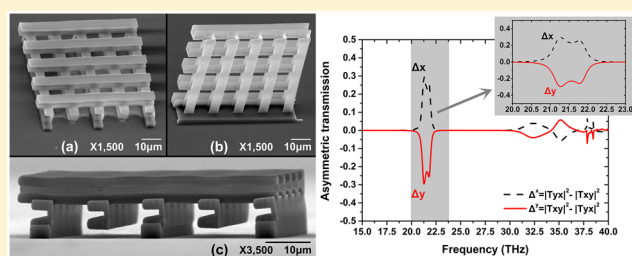 (a)
X1,500 10μm
(b)
X1,500 10μm
(c)
X3,500 10μm
Asymmetric transmission
0.5
0.4
0.3
0.2
0.1
0.0
-0.1
-0.2
-0.3
-0.4
-0.5
15.0 17.5 20.0 22.5 25.0 27.5 30.0 32.5 35.0 37.5 40.0
Frequency (THz)
Δx
Δy
Δˣ=|Tyx|²- |Txy|²
Δʸ=|Txy|²- |Tyx|²
0.4
0.2
0.0
-0.2
-0.4
20.0 20.5 21.0 21.5 22.0 22.5 23.0
Δx
Δy